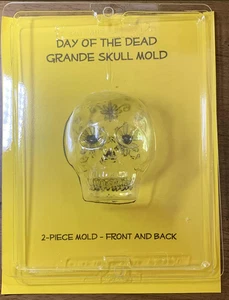 DAY OF THE DEAD
GRANDE SKULL MOLD
2-PIECE MOLD - FRONT AND BACK